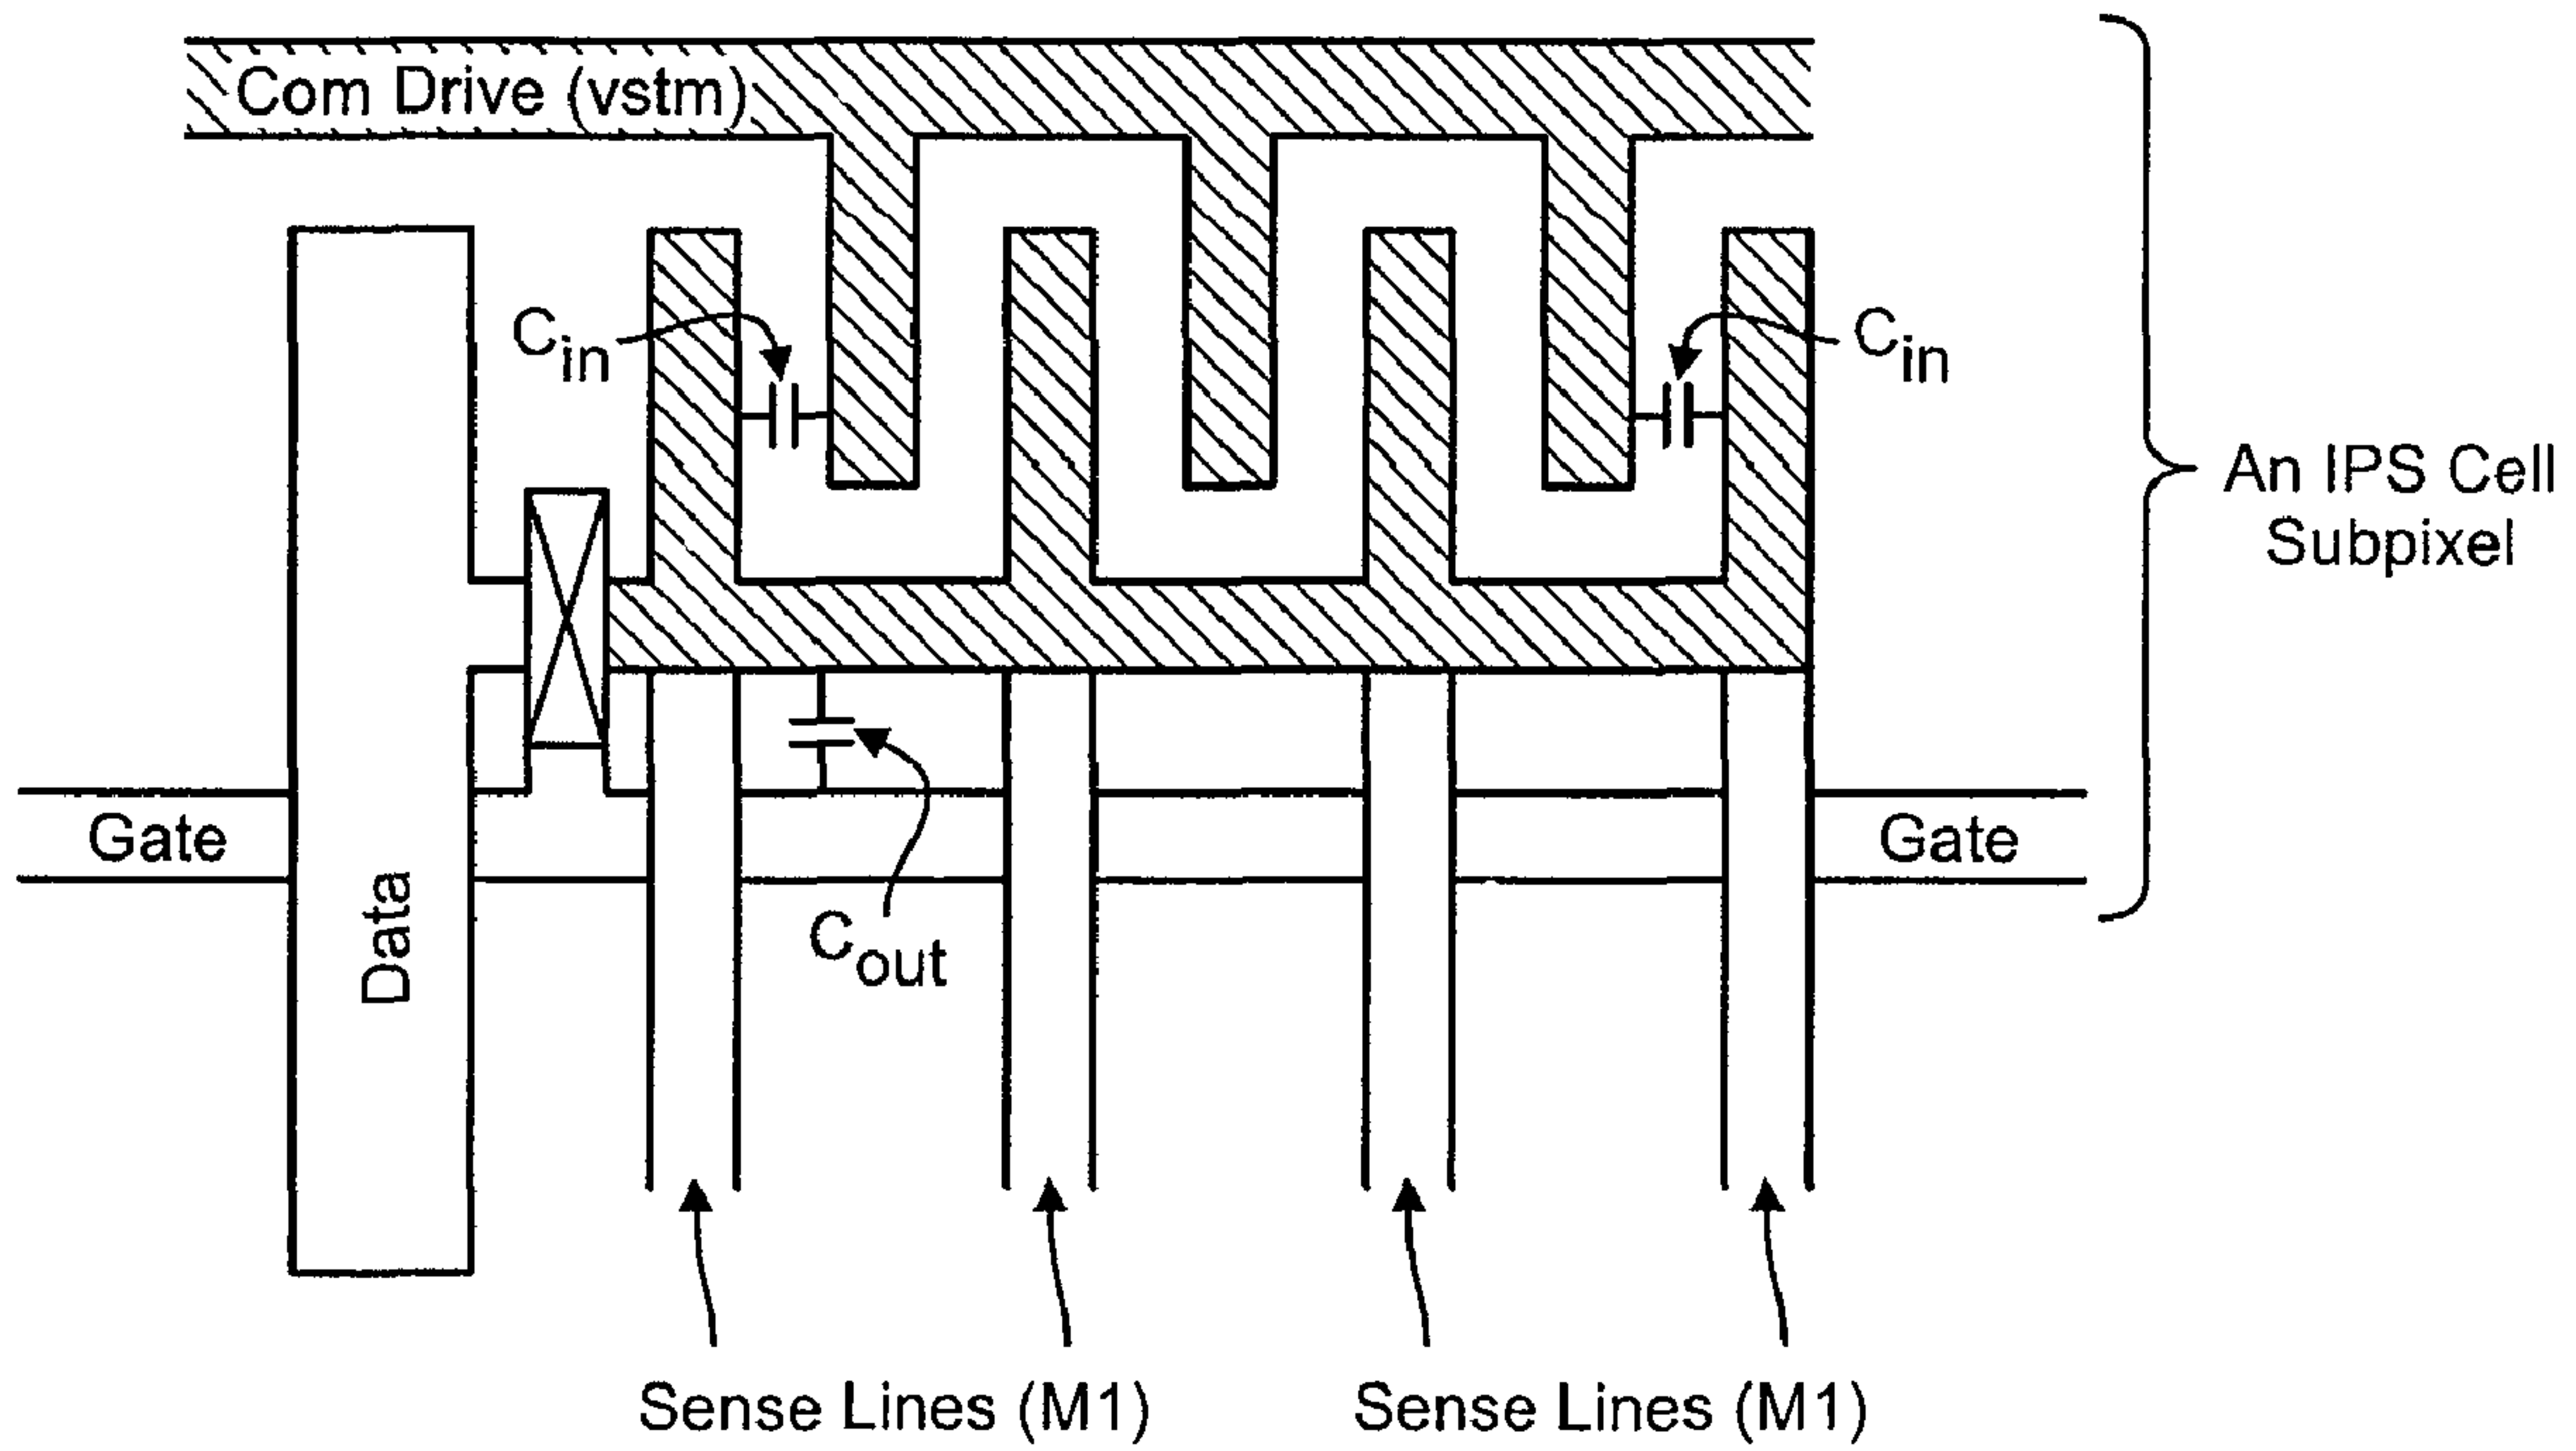 Com Drive (vstm)
Cin
Cin
An IPS Cell
Subpixel
Gate
Gate
Data
Cout
Sense Lines (M1)
Sense Lines (M1)